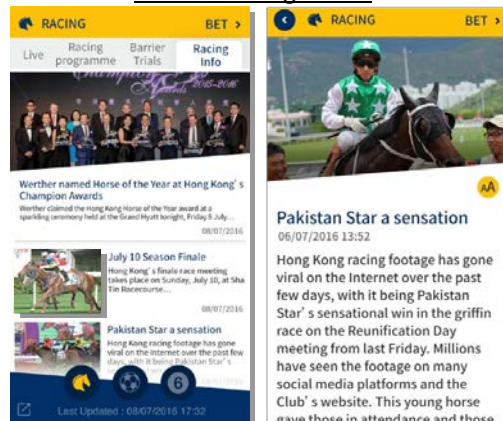 RACING
BET >
Live
Racing programme
Barrier Trials
Racing Info
Champion
Awards 2015-2016
Werther named Horse of the Year at Hong Kong's
Champion Awards
Werther claimed the Hong Kong Horse of the Year award at a
sparkling ceremony held at the Grand Hyatt tonight, Friday 8 July...
08/07/2016
July 10 Season Finale
Hong Kong's finale race meeting
takes place on Sunday, July 10, at Sha
Tin Racecourse...
08/07/2016
Pakistan Star a sensation
Hong Kong racing footage has gone
viral on the Internet over the past few
days, with it being Pakistan Star's
6
Last Updated : 08/07/2016 17:32
RACING
BET >
AA
Pakistan Star a sensation
06/07/2016 13:52
Hong Kong racing footage has gone
viral on the Internet over the past
few days, with it being Pakistan
Star's sensational win in the griffin
race on the Reunification Day
meeting from last Friday. Millions
have seen the footage on many
social media platforms and the
Club's website. This young horse
gave those in attendance and those